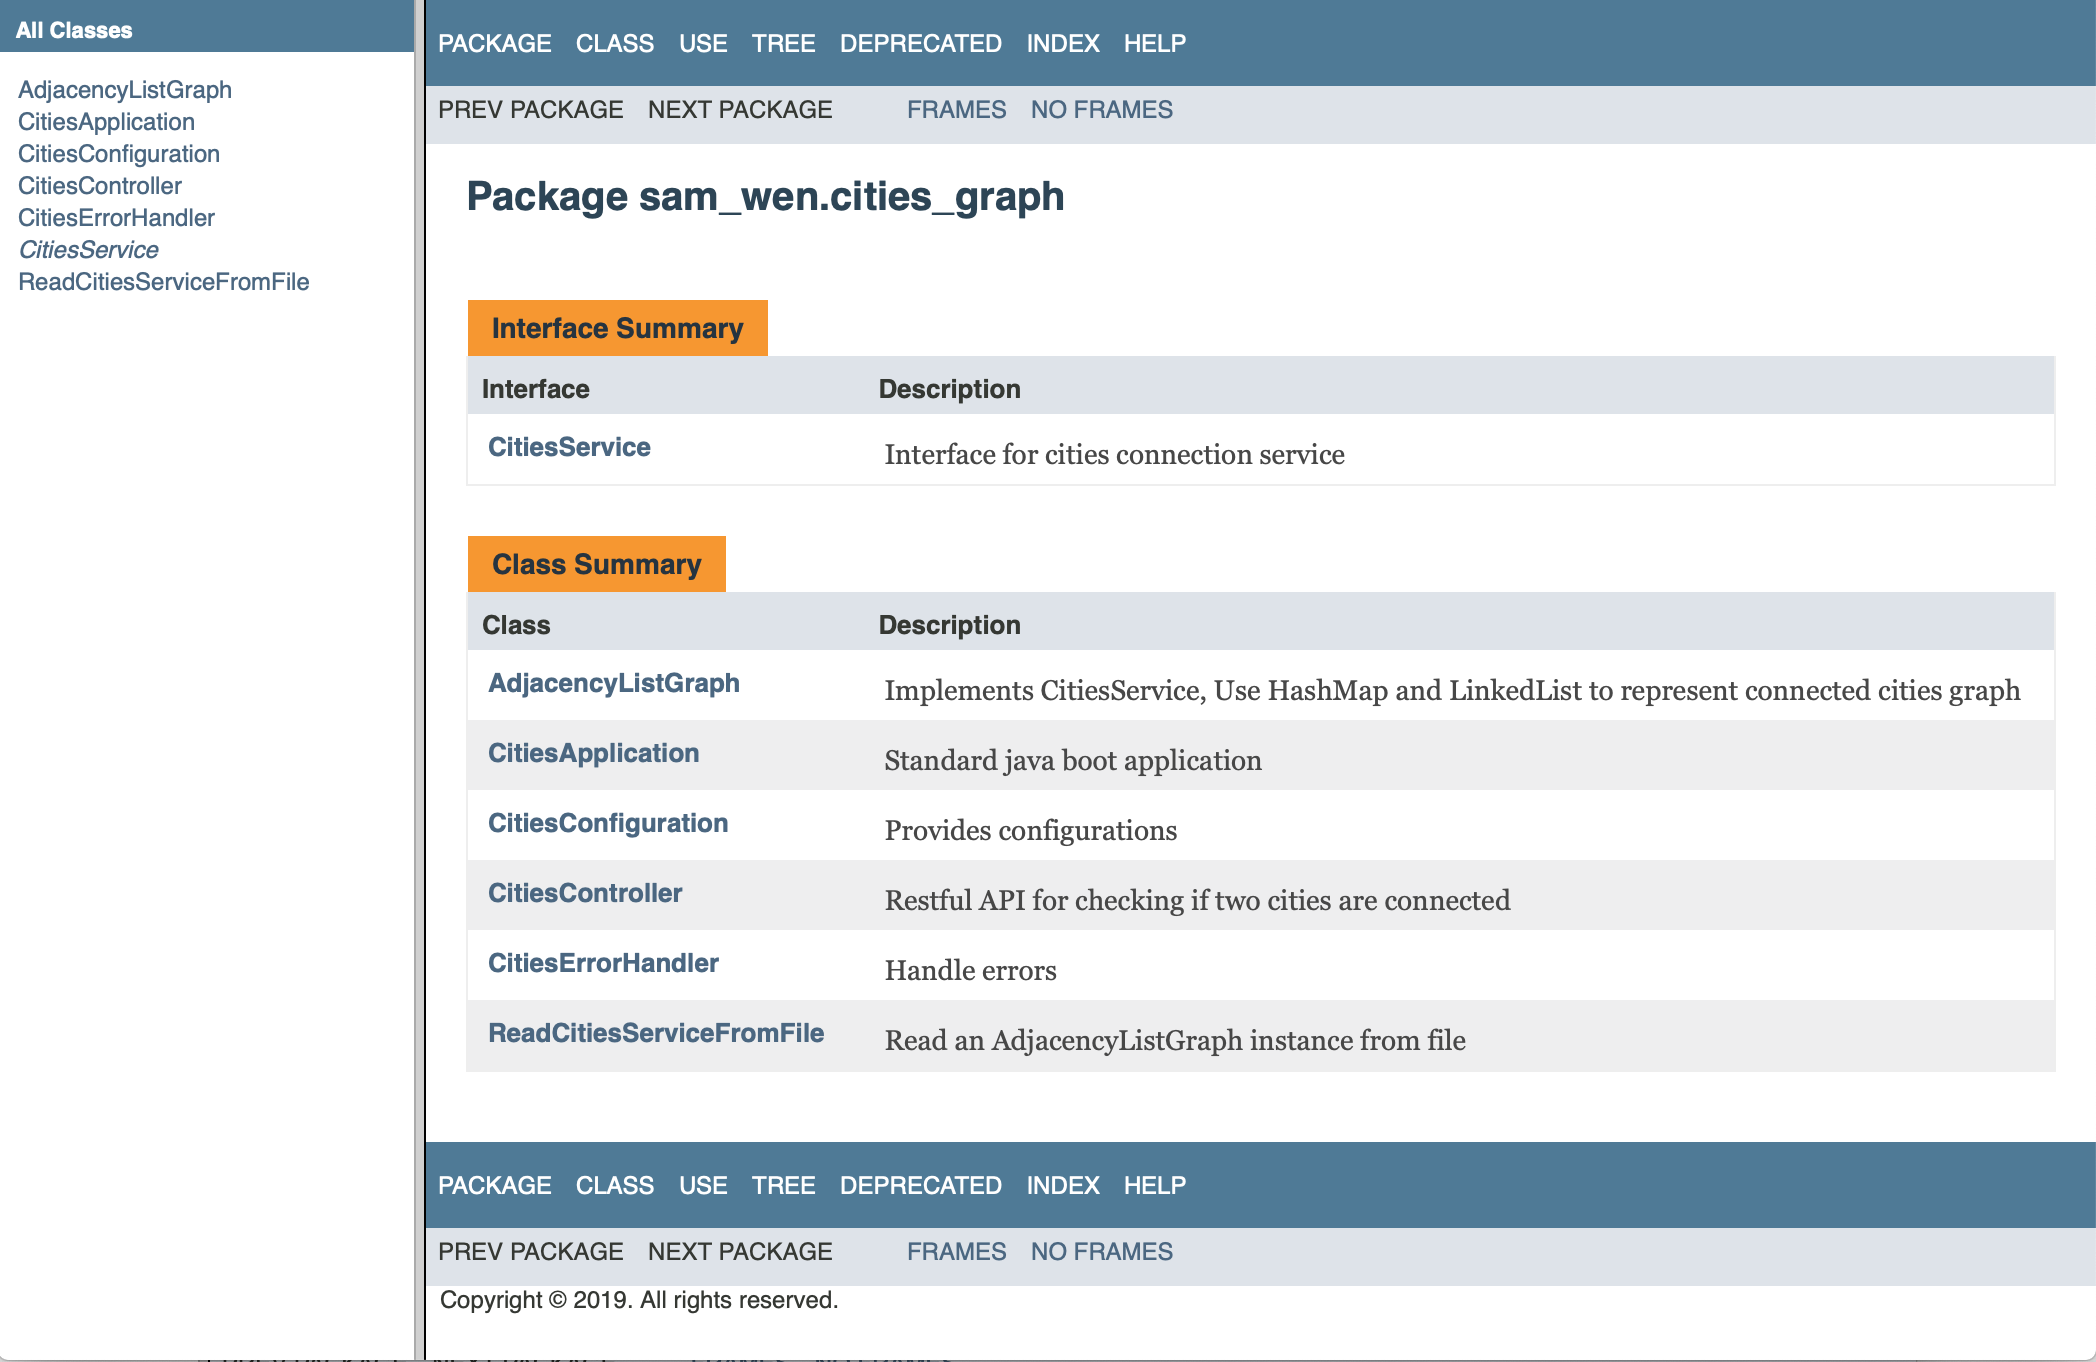 All Classes
AdjacencyListGraph
CitiesApplication
CitiesConfiguration
CitiesController
CitiesErrorHandler
CitiesService
ReadCitiesServiceFromFile
PACKAGE CLASS USE TREE DEPRECATED INDEX HELP
PREV PACKAGE NEXT PACKAGE FRAMES NO FRAMES
Package sam_wen.cities_graph
Interface Summary
Interface Description
CitiesService Interface for cities connection service
Class Summary
Class Description
AdjacencyListGraph Implements CitiesService, Use HashMap and LinkedList to represent connected cities graph
CitiesApplication Standard java boot application
CitiesConfiguration Provides configurations
CitiesController Restful API for checking if two cities are connected
CitiesErrorHandler Handle errors
ReadCitiesServiceFromFile Read an AdjacencyListGraph instance from file
PACKAGE CLASS USE TREE DEPRECATED INDEX HELP
PREV PACKAGE NEXT PACKAGE FRAMES NO FRAMES
Copyright © 2019. All rights reserved.